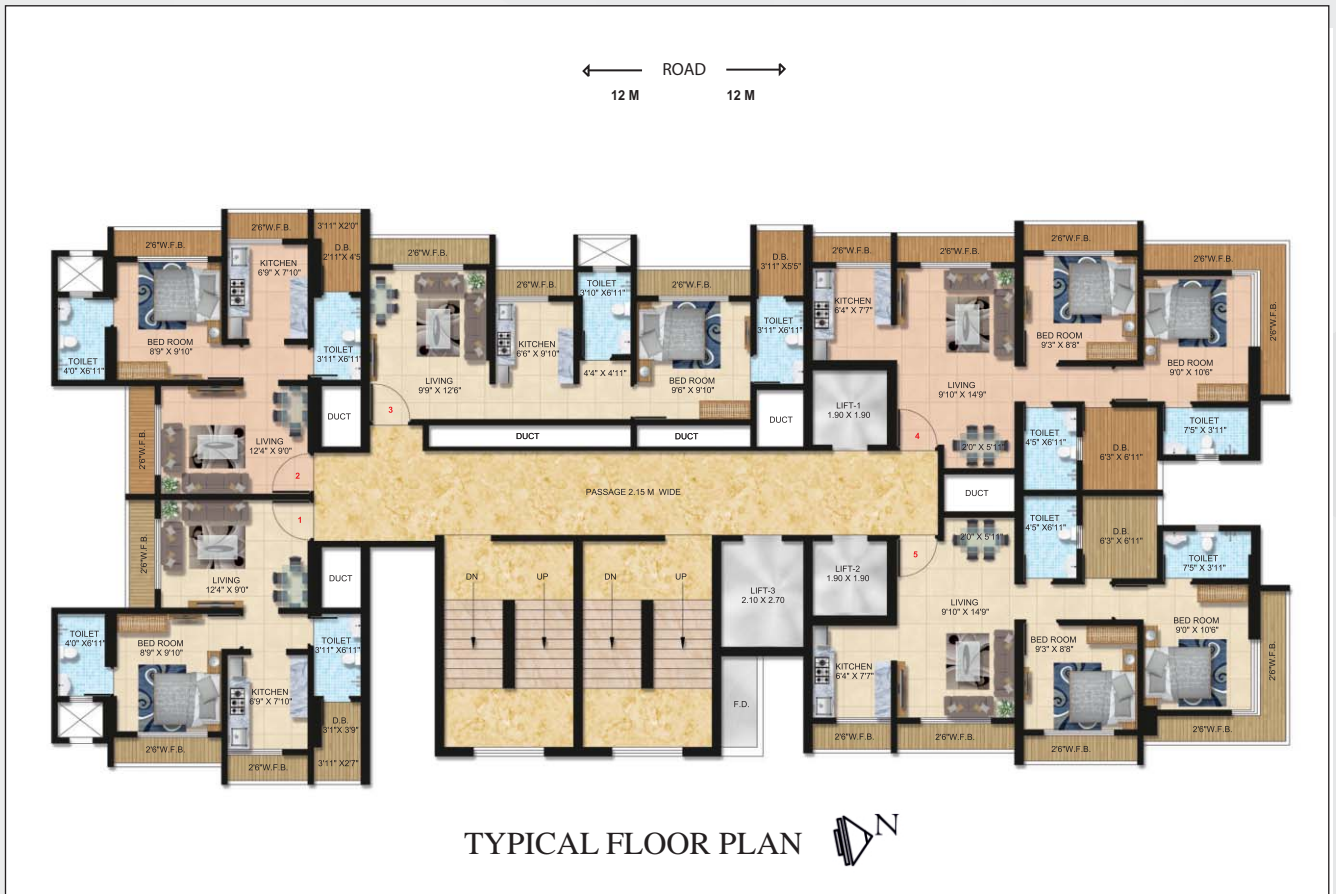 ROAD
12 M 12 M
3'11" X2'0"
2'6"W.F.B.
2'6"W.F.B.
D.B.
2'11"X 4'5
KITCHEN
6'9" X 7'10"
BED ROOM
8'9" X 9'10"
TOILET
4'0" X6'11"
TOILET
3'11" X6'11"
DUCT
LIVING
12'4" X 9'0"
2'6"W.F.B.
2
2'6"W.F.B.
LIVING
9'9" X 12'6"
3
2'6"W.F.B.
KITCHEN
6'6" X 9'10"
TOILET
3'10" X6'11"
4'4" X 4'11"
2'6"W.F.B.
BED ROOM
9'6" X 9'10"
D.B.
3'11" X5'5"
TOILET
3'11" X6'11"
DUCT
DUCT
DUCT
2'6"W.F.B.
KITCHEN
6'4" X 7'7"
2'6"W.F.B.
LIVING
9'10" X 14'9"
2'6"W.F.B.
BED ROOM
9'3" X 8'8"
2'6"W.F.B.
BED ROOM
9'0" X 10'6"
2'6"W.F.B.
LIFT-1
1.90 X 1.90
4
2'0" X 5'11"
TOILET
4'5" X6'11"
D.B.
6'3" X 6'11"
TOILET
7'5" X 3'11"
PASSAGE 2.15 M WIDE
DUCT
1
2'6"W.F.B.
LIVING
12'4" X 9'0"
DUCT
TOILET
4'0" X6'11"
BED ROOM
8'9" X 9'10"
TOILET
3'11" X6'11"
KITCHEN
6'9" X 7'10"
D.B.
3'1"X 3'9"
2'6"W.F.B.
2'6"W.F.B.
3'11" X2'7"
DN UP DN UP
LIFT-3
2.10 X 2.70
LIFT-2
1.90 X 1.90
F.D.
5
2'0" X 5'11"
TOILET
4'5" X6'11"
D.B.
6'3" X 6'11"
TOILET
7'5" X 3'11"
LIVING
9'10" X 14'9"
KITCHEN
6'4" X 7'7"
BED ROOM
9'3" X 8'8"
BED ROOM
9'0" X 10'6"
2'6"W.F.B.
2'6"W.F.B.
2'6"W.F.B.
2'6"W.F.B.
2'6"W.F.B.
TYPICAL FLOOR PLAN
N